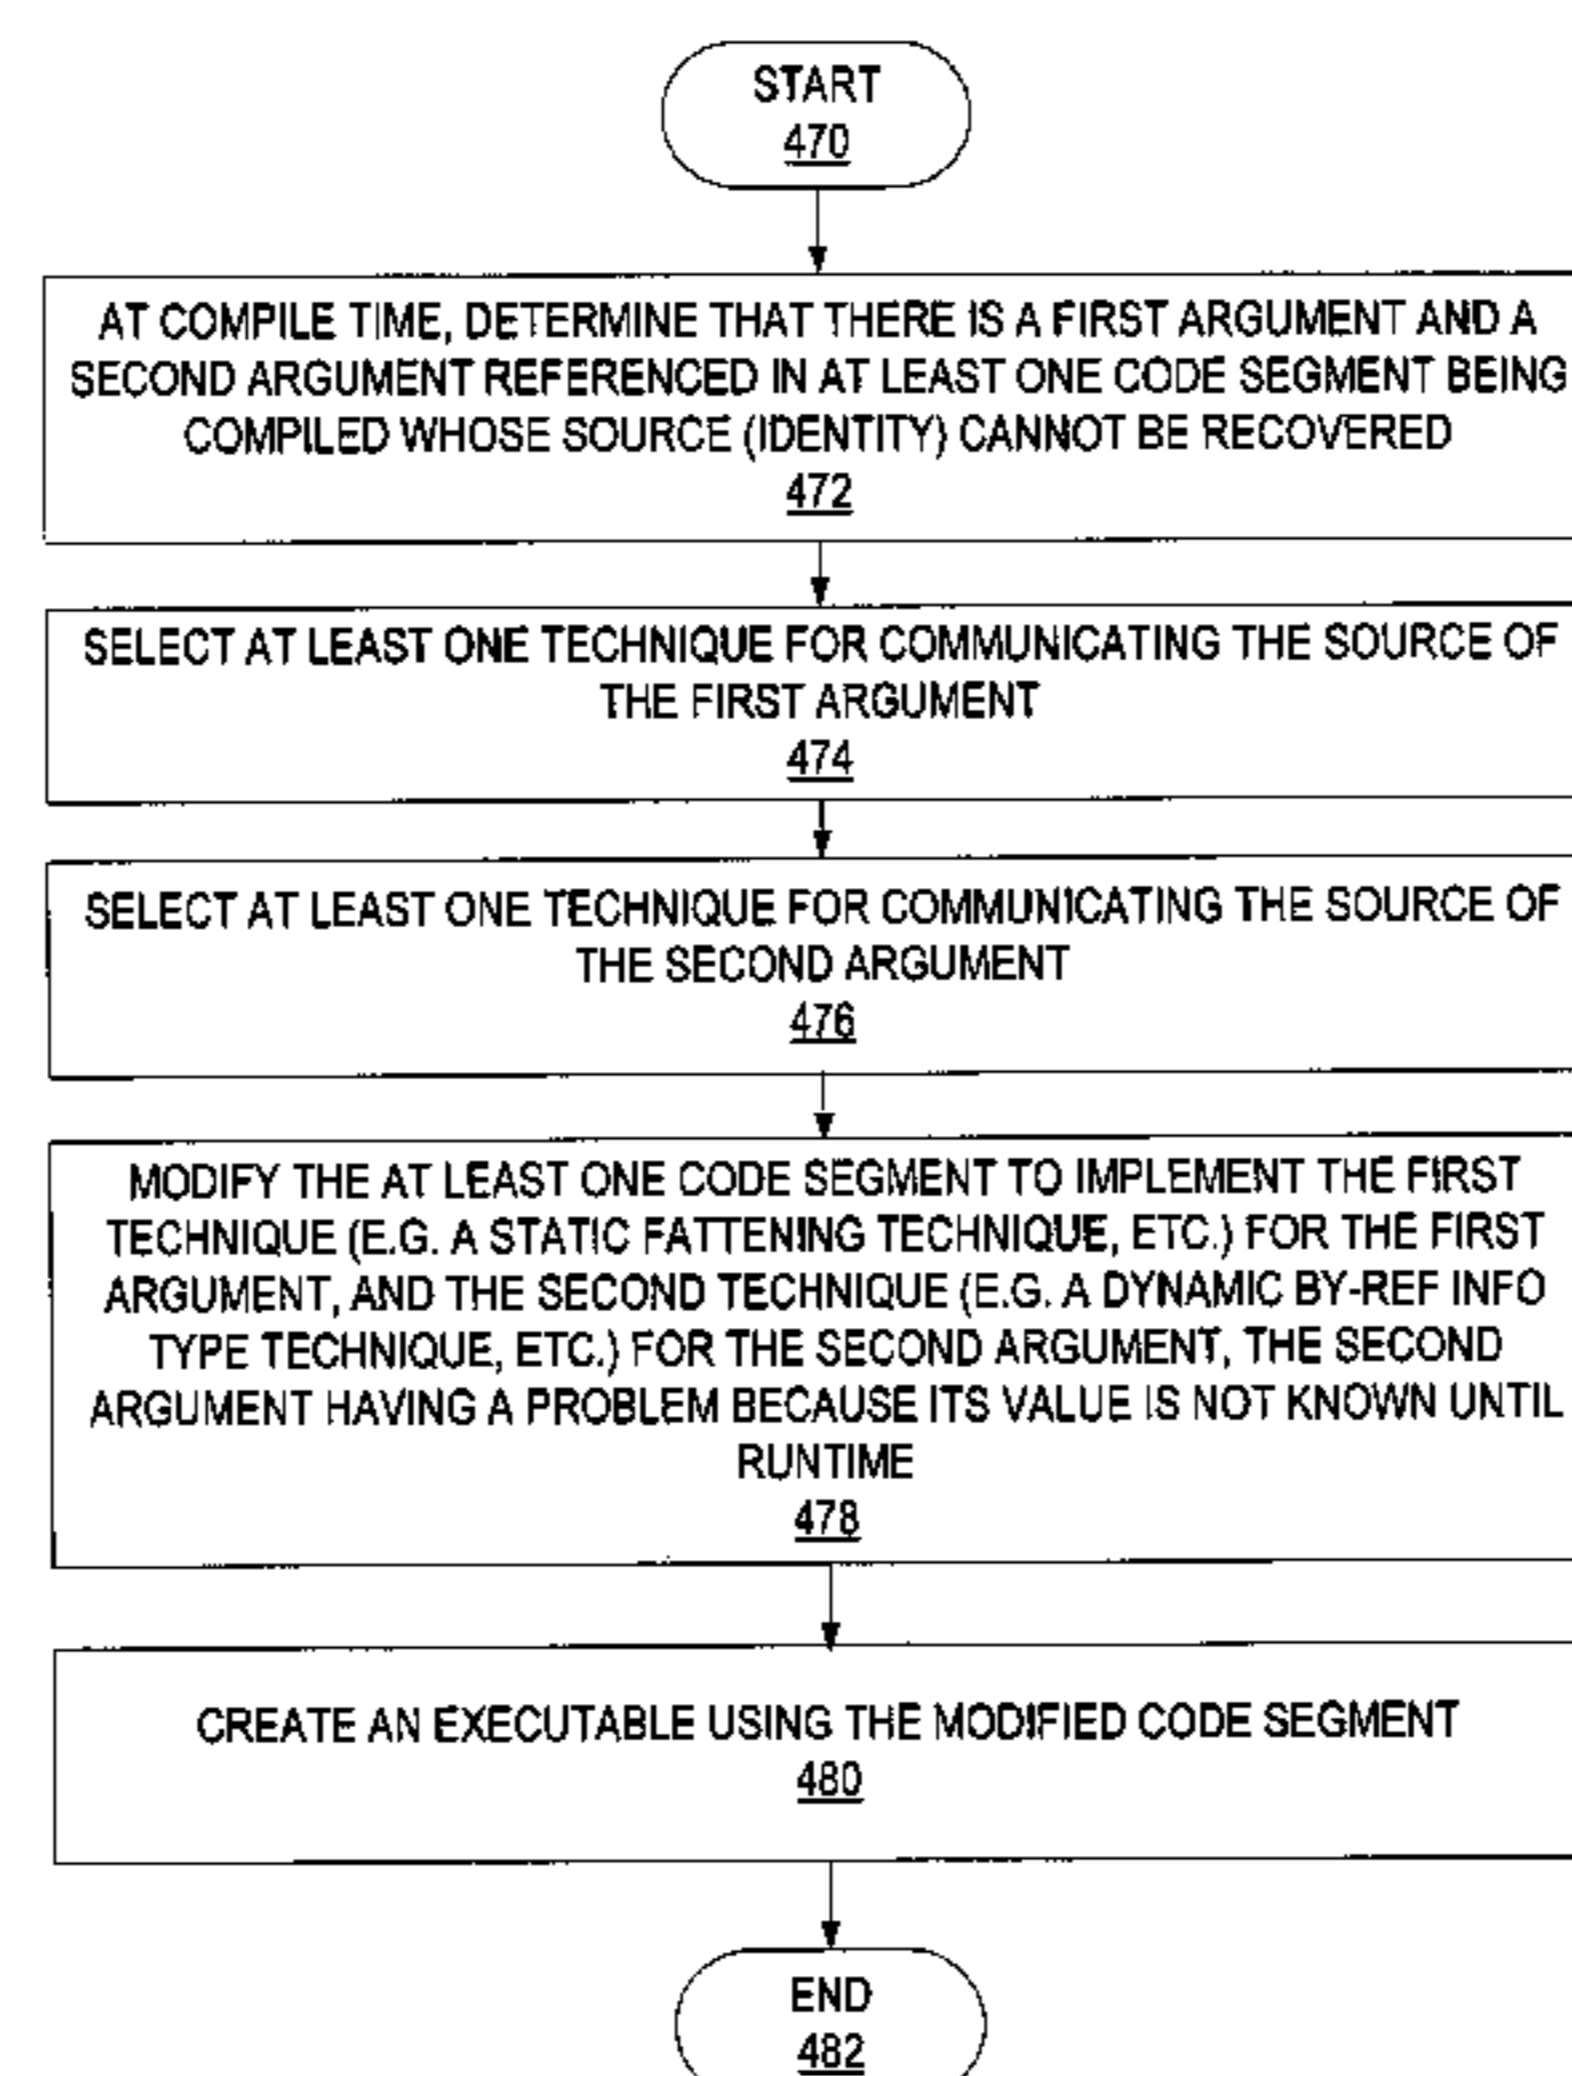 START
470
AT COMPILE TIME, DETERMINE THAT THERE IS A FIRST ARGUMENT AND A
SECOND ARGUMENT REFERENCED IN AT LEAST ONE CODE SEGMENT BEING
COMPILED WHOSE SOURCE (IDENTITY) CANNOT BE RECOVERED
472
SELECT AT LEAST ONE TECHNIQUE FOR COMMUNICATING THE SOURCE OF
THE FIRST ARGUMENT
474
SELECT AT LEAST ONE TECHNIQUE FOR COMMUNICATING THE SOURCE OF
THE SECOND ARGUMENT
476
MODIFY THE AT LEAST ONE CODE SEGMENT TO IMPLEMENT THE FIRST
TECHNIQUE (E.G. A STATIC FATTENING TECHNIQUE, ETC.) FOR THE FIRST
ARGUMENT, AND THE SECOND TECHNIQUE (E.G. A DYNAMIC BY-REF INFO
TYPE TECHNIQUE, ETC.) FOR THE SECOND ARGUMENT, THE SECOND
ARGUMENT HAVING A PROBLEM BECAUSE ITS VALUE IS NOT KNOWN UNTIL
RUNTIME
478
CREATE AN EXECUTABLE USING THE MODIFIED CODE SEGMENT
480
END
482